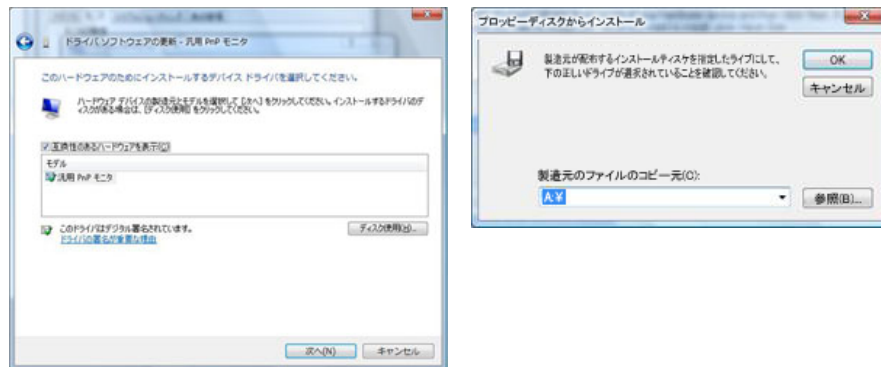 ドライバ ソフトウェアの更新 - 汎用 PnP モニタ
このハードウェアのためにインストールするデバイス ドライバを選択してください。
ハードウェア デバイスの製造元とモデルを選択して [次へ] をクリックしてください。インストールするドライバのデ
ィスクがある場合は、[ディスク使用] をクリックしてください。
互換性のあるハードウェアを表示(C)
モデル
汎用 PnP モニタ
このドライバはデジタル署名されています。
ドライバの署名が重要な理由
ディスク使用(H)...
次へ(N)
キャンセル
フロッピーディスクからインストール
製造元が配布するインストールディスクを指定したドライブにして、
下の正しいドライブが選択されていることを確認してください。
OK
キャンセル
製造元のファイルのコピー元(C):
A:¥
参照(B)...